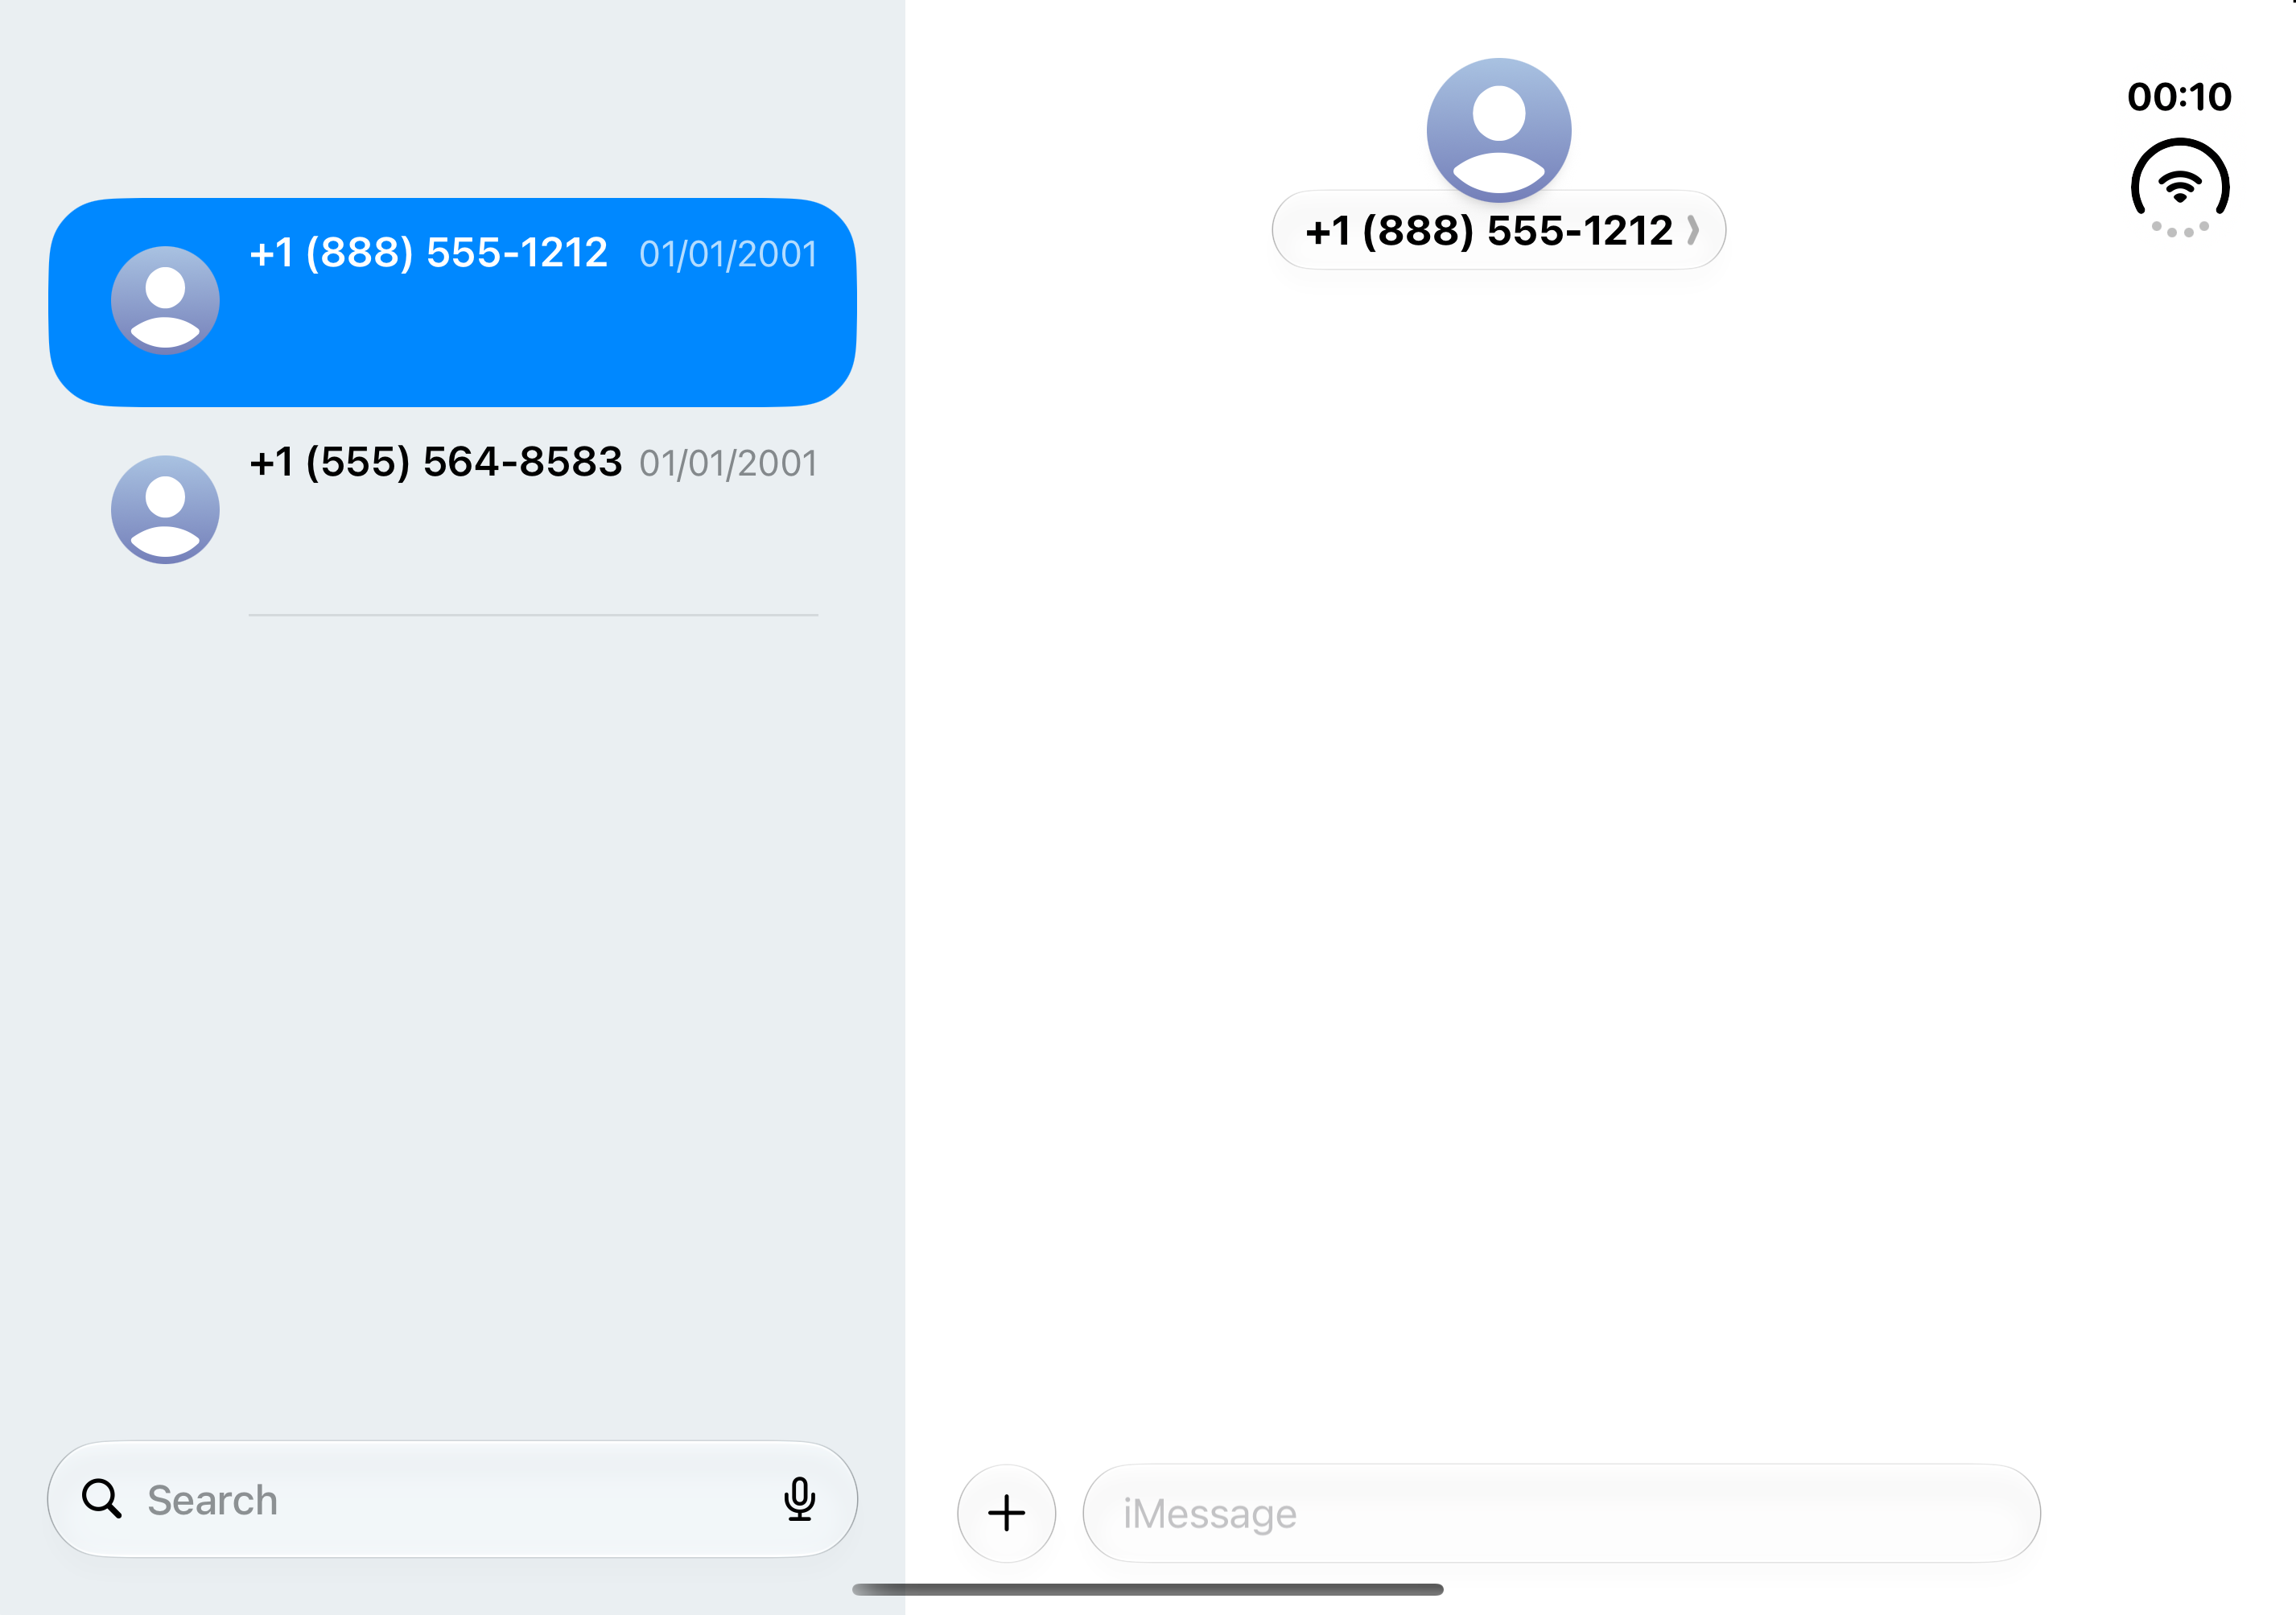 +1 (888) 555-1212 01/01/2001
+1 (555) 564-8583 01/01/2001
Search
+1 (888) 555-1212
00:10
iMessage